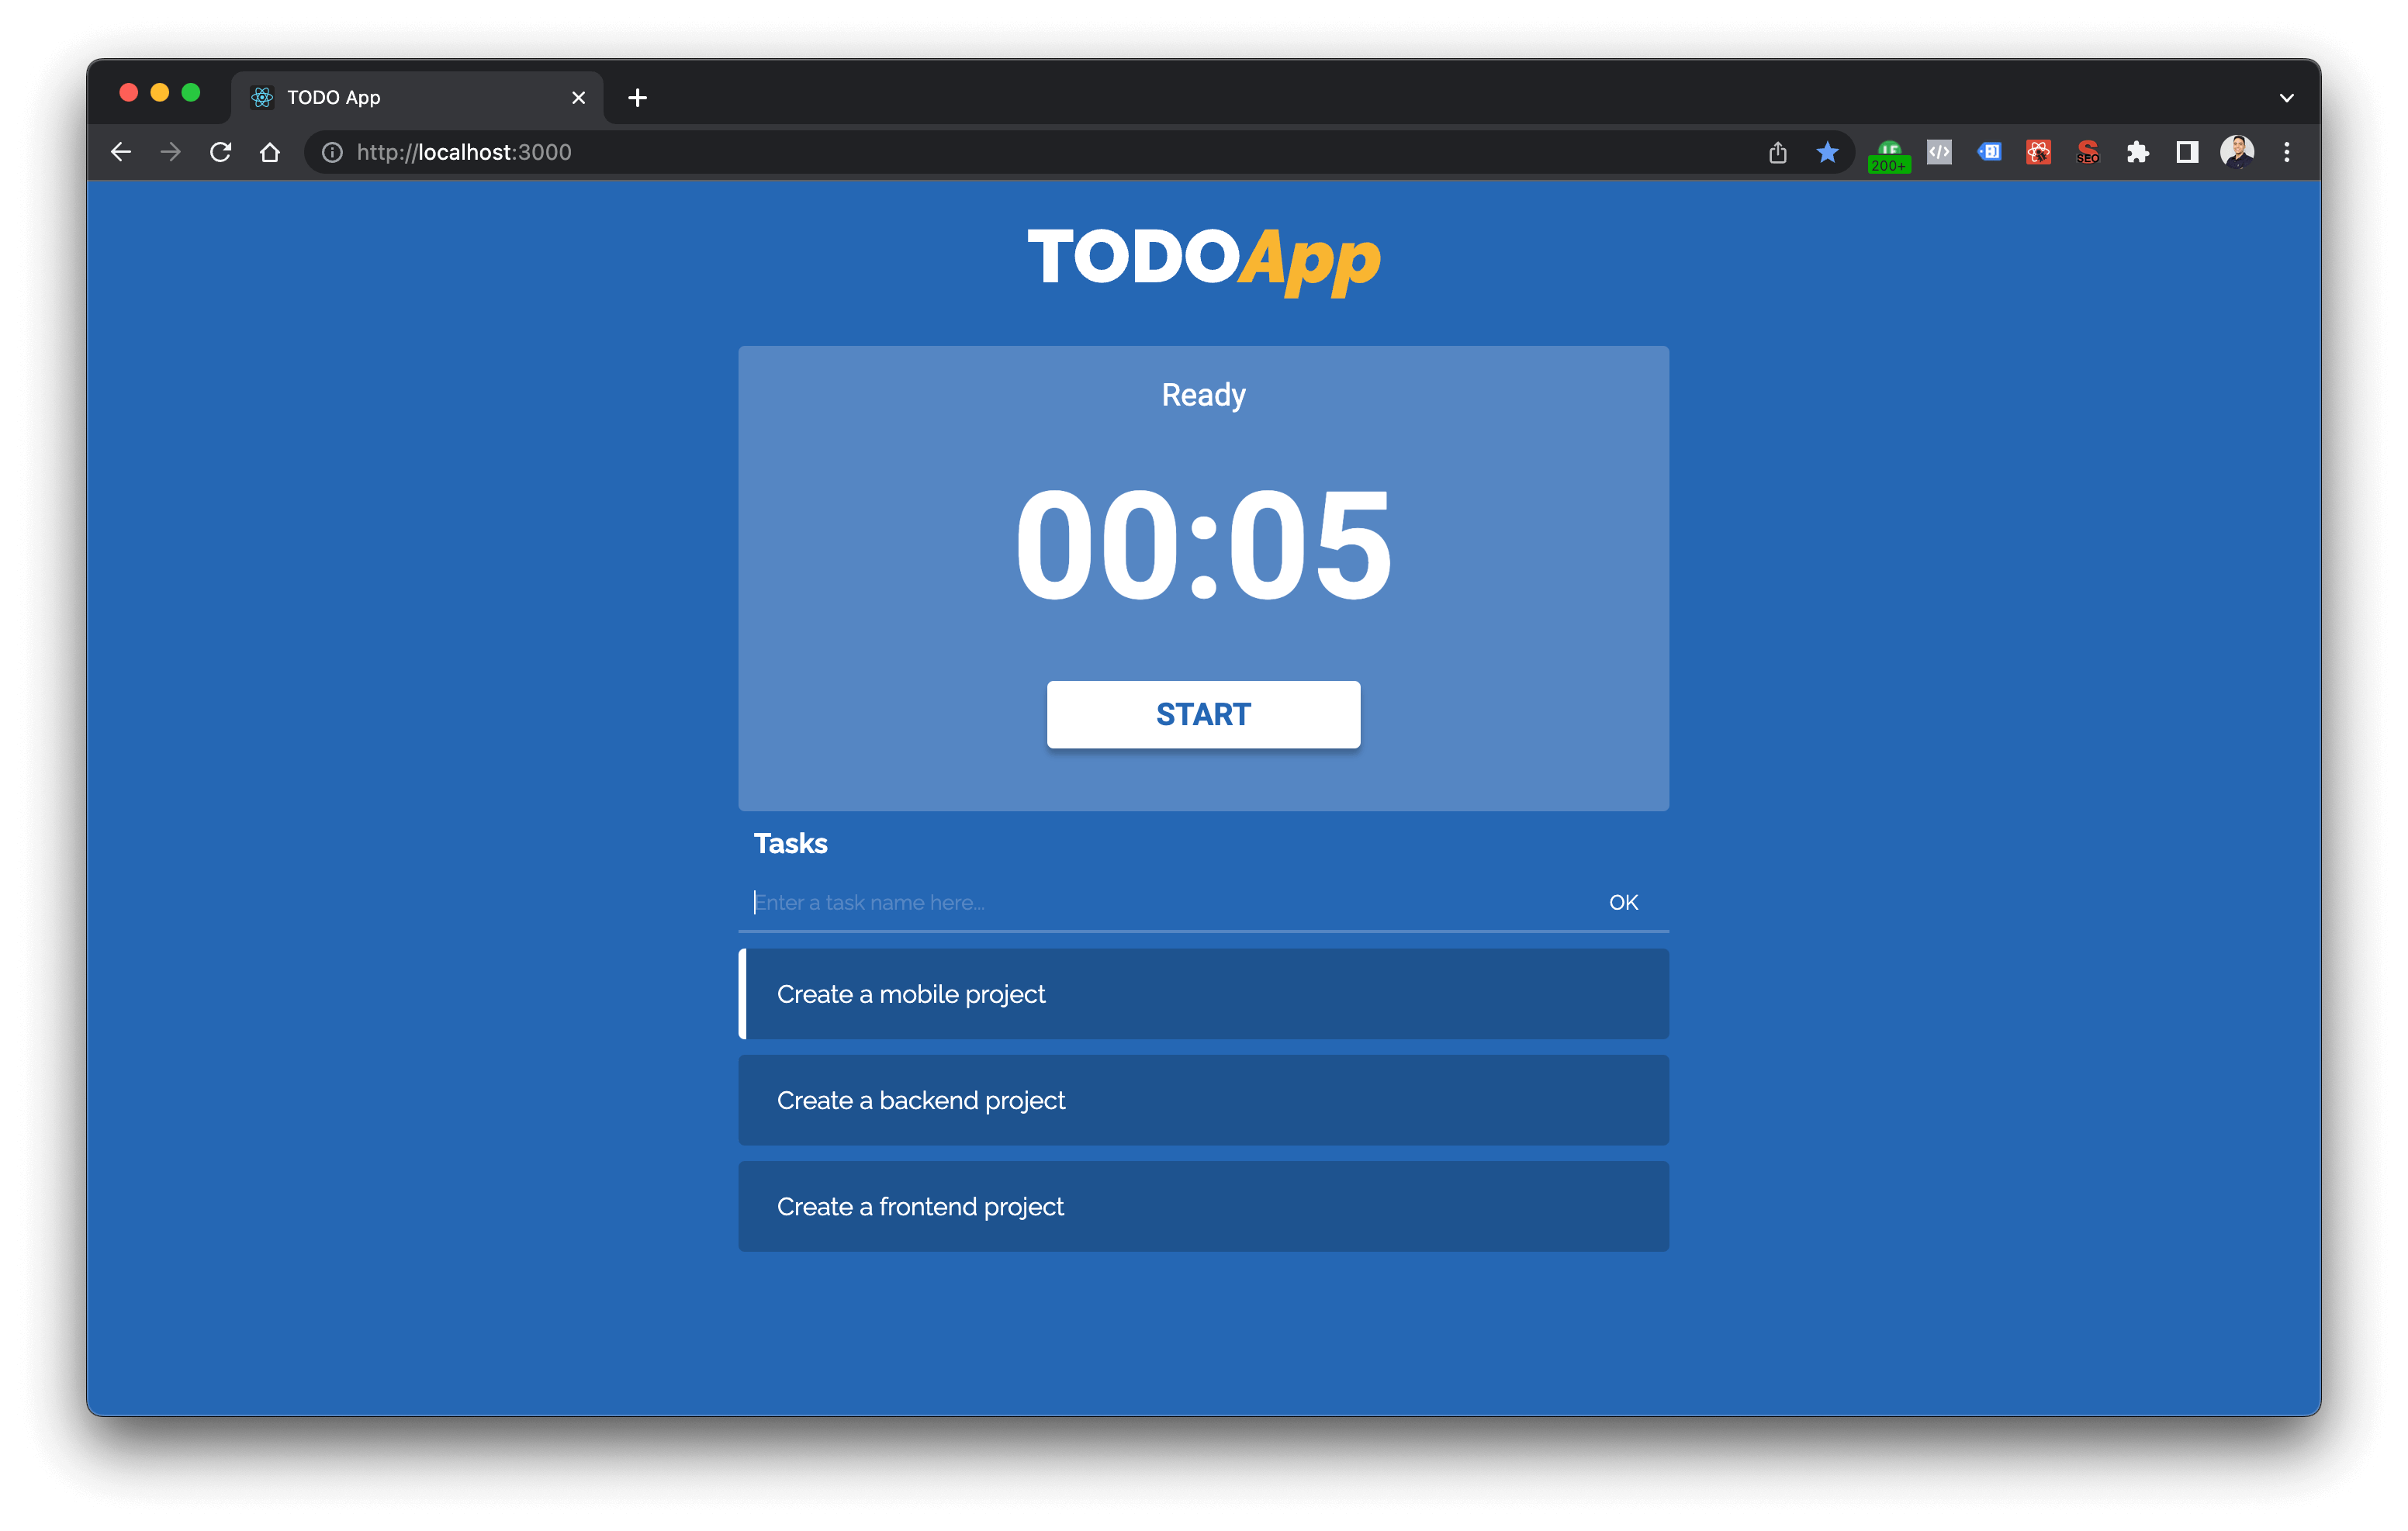 TODO App
http://localhost:3000
200+
SEO
TODOApp
Ready
00:05
START
Tasks
Enter a task name here...
OK
Create a mobile project
Create a backend project
Create a frontend project